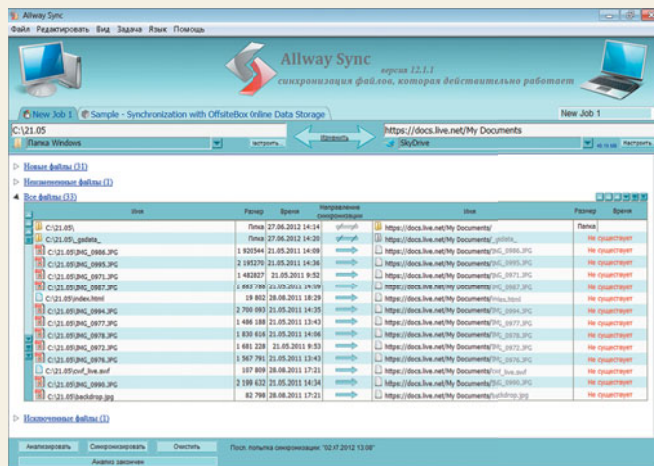 Allway Sync
Файл Редактировать Вид Задача Язык Помощь
Allway Sync
версия 12.1.1
синхронизация файлов, которая действительно работает
New Job 1 Sample - Synchronization with OffsiteBox Online Data Storage New Job 1
C:\21.05 https://docs.live.net/My Documents
Папка Windows Настроить... Изменить SkyDrive Настроить...
Новые файлы (31)
Неизмененные файлы (1)
Все файлы (33)
Имя Размер Время Направление синхронизации Имя Размер Время
C:\21.05\ Папка 27.06.2012 14:14 https://docs.live.net/My Documents/ Папка
C:\21.05\_gsdata_ Папка 27.06.2012 14:20 https://docs.live.net/My Documents/_gsdata_ Не существует
C:\21.05\IMG_0986.JPG 1 920544 21.05.2011 14:09 https://docs.live.net/My Documents/IMG_0986.JPG Не существует
C:\21.05\IMG_0995.JPG 2 195270 21.05.2011 14:36 https://docs.live.net/My Documents/IMG_0995.JPG Не существует
C:\21.05\IMG_0971.JPG 1 482827 21.05.2011 9:52 https://docs.live.net/My Documents/IMG_0971.JPG Не существует
C:\21.05\IMG_0987.JPG https://docs.live.net/My Documents/IMG_0987.JPG Не существует
C:\21.05\index.html 19 802 28.08.2011 18:29 https://docs.live.net/My Documents/ Не существует
C:\21.05\IMG_0994.JPG 2 700 093 21.05.2011 14:35 https://docs.live.net/My Documents/IMG_0994.JPG Не существует
C:\21.05\IMG_0977.JPG 1 486 188 21.05.2011 13:43 https://docs.live.net/My Documents/IMG_0977.JPG Не существует
C:\21.05\IMG_0978.JPG 1 830 616 21.05.2011 14:06 https://docs.live.net/My Documents/IMG_0978.JPG Не существует
C:\21.05\IMG_0972.JPG 1 681 228 21.05.2011 9:53 https://docs.live.net/My Documents/IMG_0972.JPG Не существует
C:\21.05\IMG_0976.JPG 1 567 791 21.05.2011 13:43 https://docs.live.net/My Documents/IMG_0976.JPG Не существует
C:\21.05\cwf_live.swf 107 809 28.08.2011 17:21 https://docs.live.net/My Documents/ Не существует
C:\21.05\IMG_0990.JPG 2 199 632 21.05.2011 14:34 https://docs.live.net/My Documents/IMG_0990.JPG Не существует
C:\21.05\backdrop.jpg 82 798 28.08.2011 17:21 https://docs.live.net/My Documents/backdrop.jpg Не существует
Исключенные файлы (1)
Анализировать Синхронизировать Очистить Посл. попытка синхронизации: "02.07.2012 13:08"
Анализ закончен